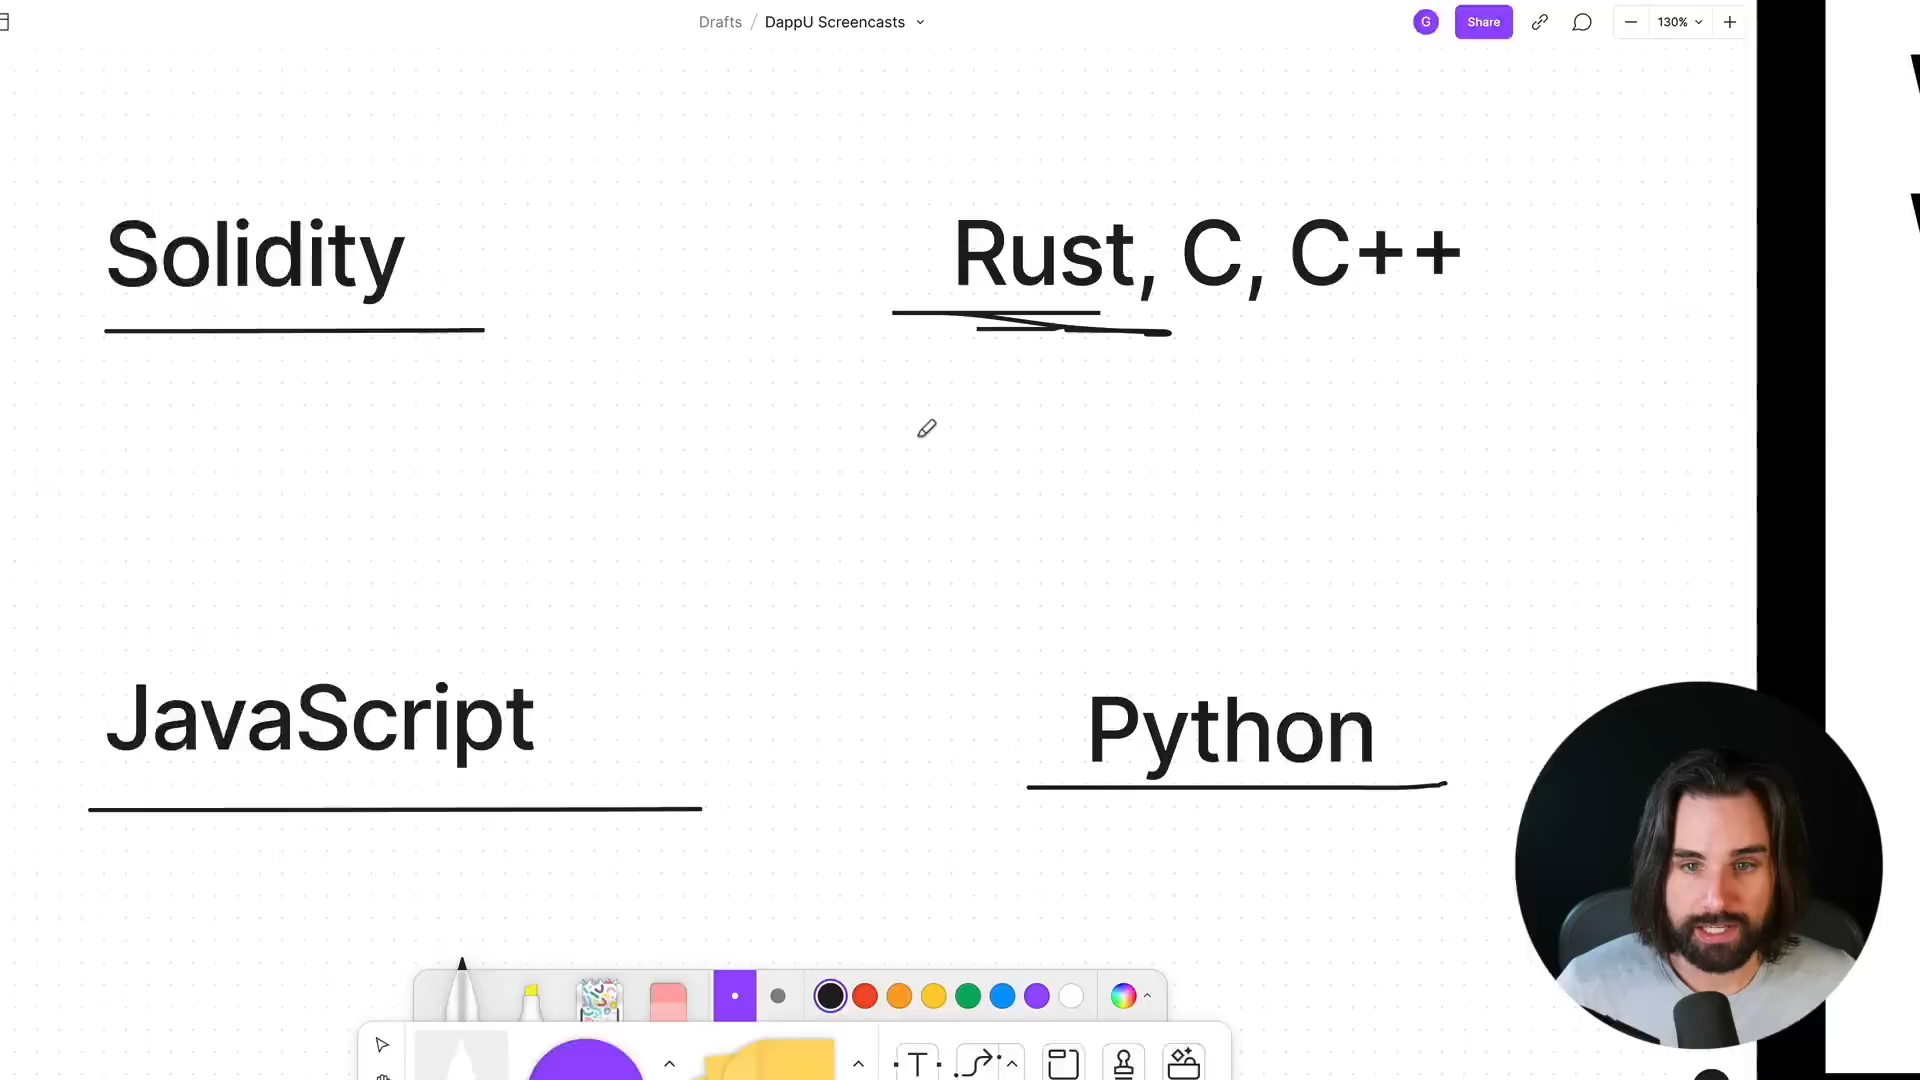 Drafts / DappU Screencasts
G
Share
130%
Solidity
Rust, C, C++
JavaScript
Python
T